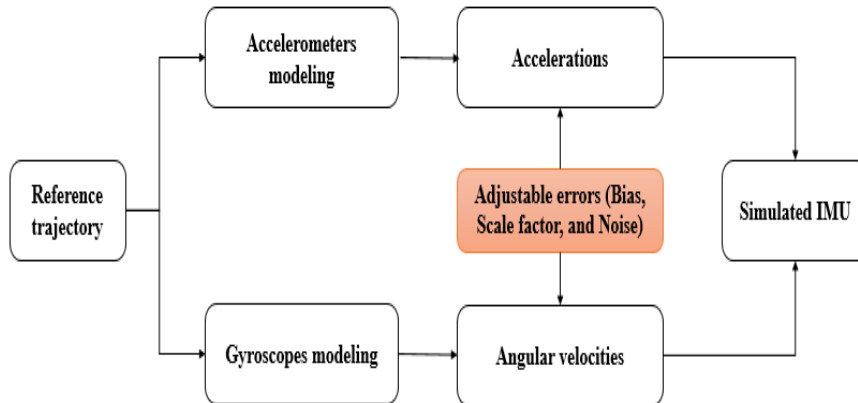 Accelerometers
modeling
Accelerations
Reference
trajectory
Adjustable errors (Bias,
Scale factor, and Noise)
Simulated IMU
Gyroscopes modeling
Angular velocities